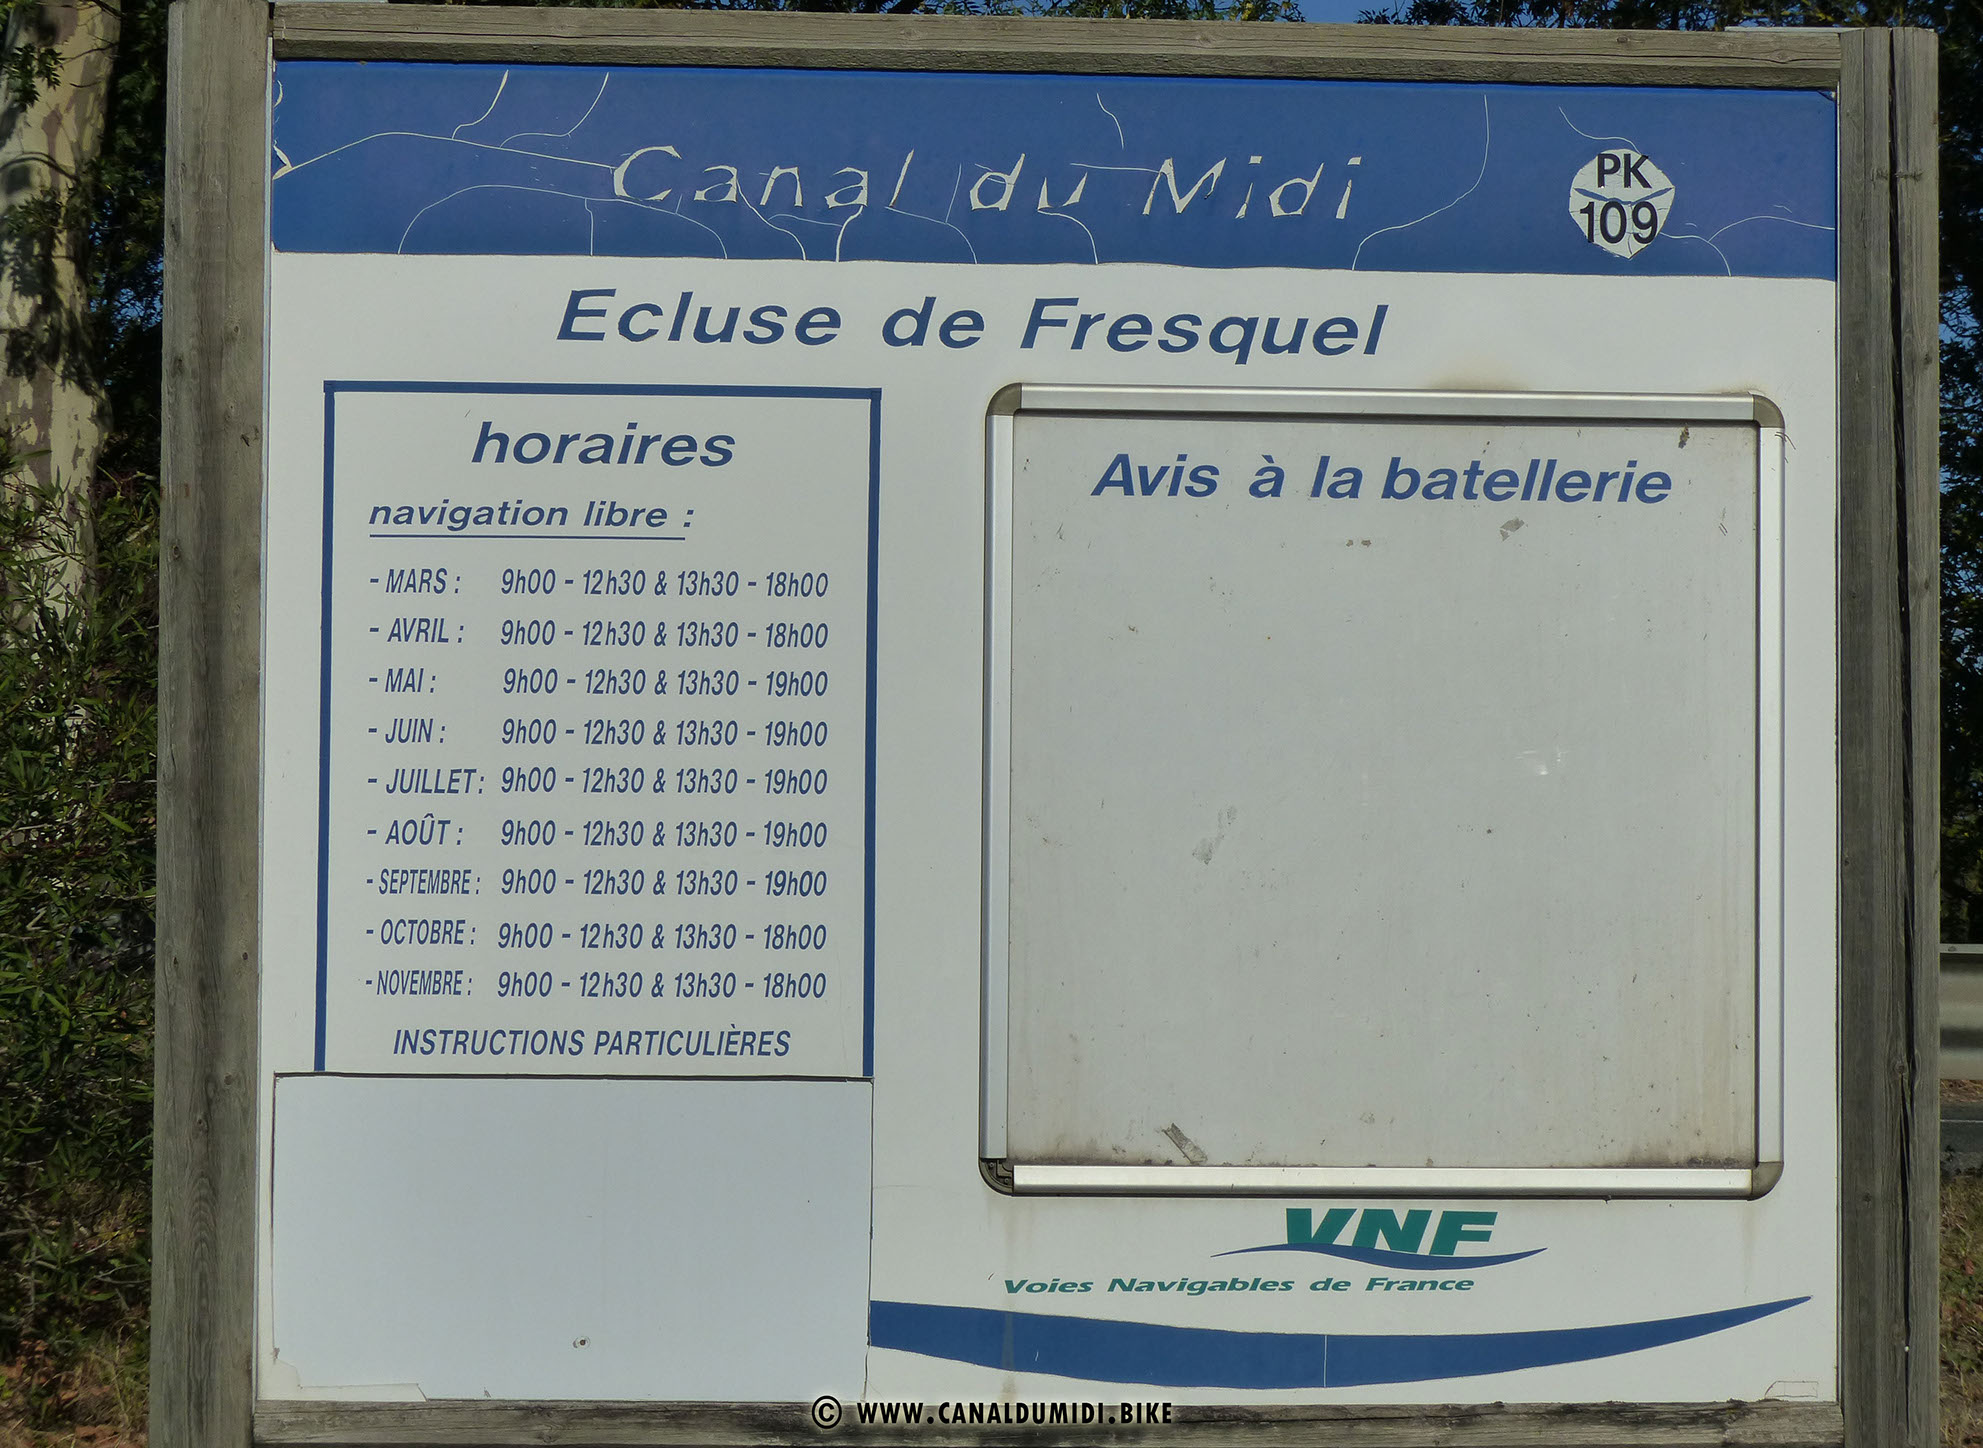 Canal du Midi
PK
109
Ecluse de Fresquel
horaires
navigation libre :
- MARS : 9h00 - 12h30 & 13h30 - 18h00
- AVRIL : 9h00 - 12h30 & 13h30 - 18h00
- MAI : 9h00 - 12h30 & 13h30 - 19h00
- JUIN : 9h00 - 12h30 & 13h30 - 19h00
- JUILLET : 9h00 - 12h30 & 13h30 - 19h00
- AOÛT : 9h00 - 12h30 & 13h30 - 19h00
- SEPTEMBRE : 9h00 - 12h30 & 13h30 - 19h00
- OCTOBRE : 9h00 - 12h30 & 13h30 - 18h00
- NOVEMBRE : 9h00 - 12h30 & 13h30 - 18h00
INSTRUCTIONS PARTICULIÈRES
Avis à la batellerie
VNF
Voies Navigables de France
© WWW.CANALDUMIDI.BIKE